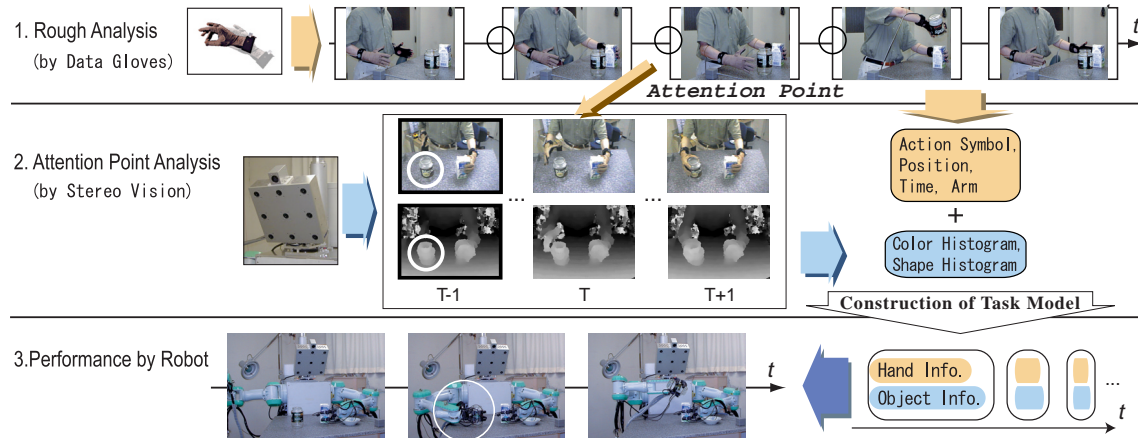 1. Rough Analysis
(by Data Gloves)
t
Attention Point
2. Attention Point Analysis
(by Stereo Vision)
...
...
T-1
T
T+1
Action Symbol,
Position,
Time, Arm
+
Color Histogram,
Shape Histogram
Construction of Task Model
3.Performance by Robot
t
Hand Info.
Object Info.
...
t